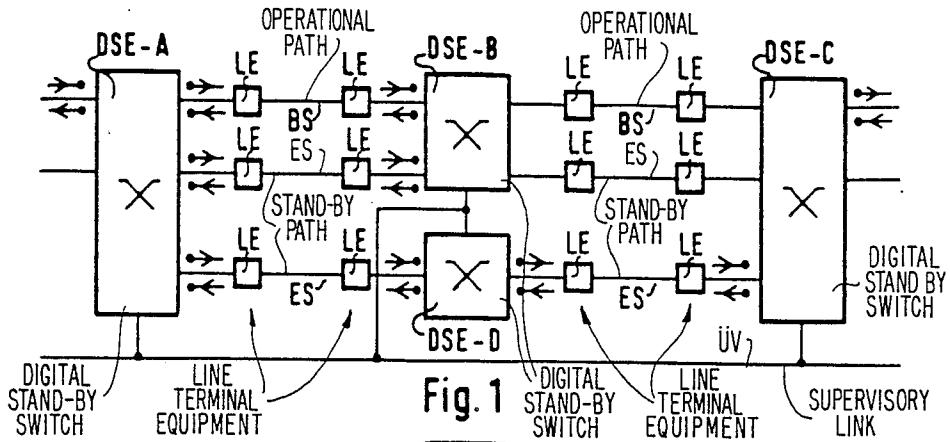 OPERATIONAL
PATH
OPERATIONAL
PATH
DSE-A
DSE-B
DSE-C
LE
LE
LE
LE
BS
BS
LE
ES
LE
LE
ES
LE
STAND-BY
PATH
STAND-BY
PATH
LE
LE
LE
LE
ES
ES
DSE-D
DIGITAL
STAND BY
SWITCH
ÜV
DIGITAL
STAND-BY
SWITCH
LINE
TERMINAL
EQUIPMENT
Fig. 1
DIGITAL
STAND-BY
SWITCH
LINE
TERMINAL
EQUIPMENT
SUPERVISORY
LINK